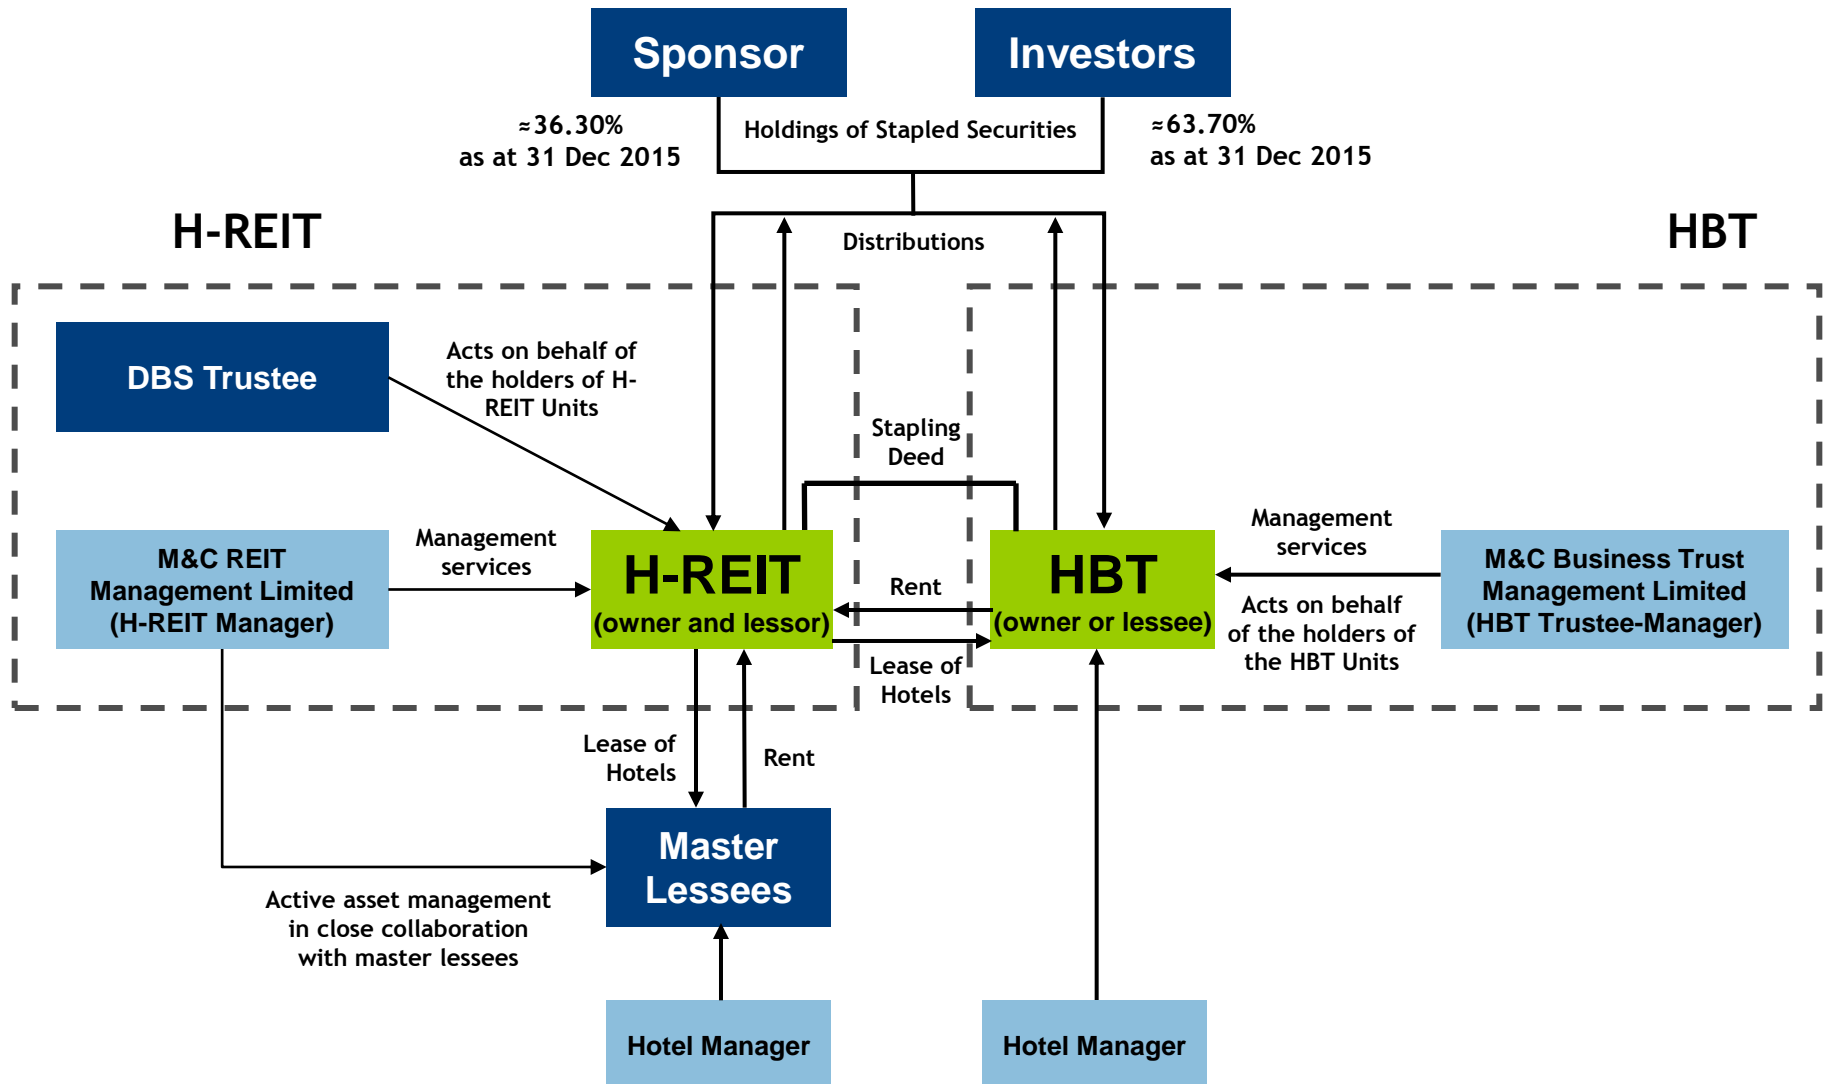 Sponsor
Investors
≈36.30%
as at 31 Dec 2015
Holdings of Stapled Securities
≈63.70%
as at 31 Dec 2015
H-REIT
HBT
Distributions
DBS Trustee
Acts on behalf of
the holders of H-
REIT Units
Stapling
Deed
M&C REIT
Management Limited
(H-REIT Manager)
Management
services
H-REIT
(owner and lessor)
Rent
Lease of
Hotels
HBT
(owner or lessee)
Management
services
Acts on behalf
of the holders of
the HBT Units
M&C Business Trust
Management Limited
(HBT Trustee-Manager)
Lease of
Hotels
Rent
Master
Lessees
Active asset management
in close collaboration
with master lessees
Hotel Manager
Hotel Manager